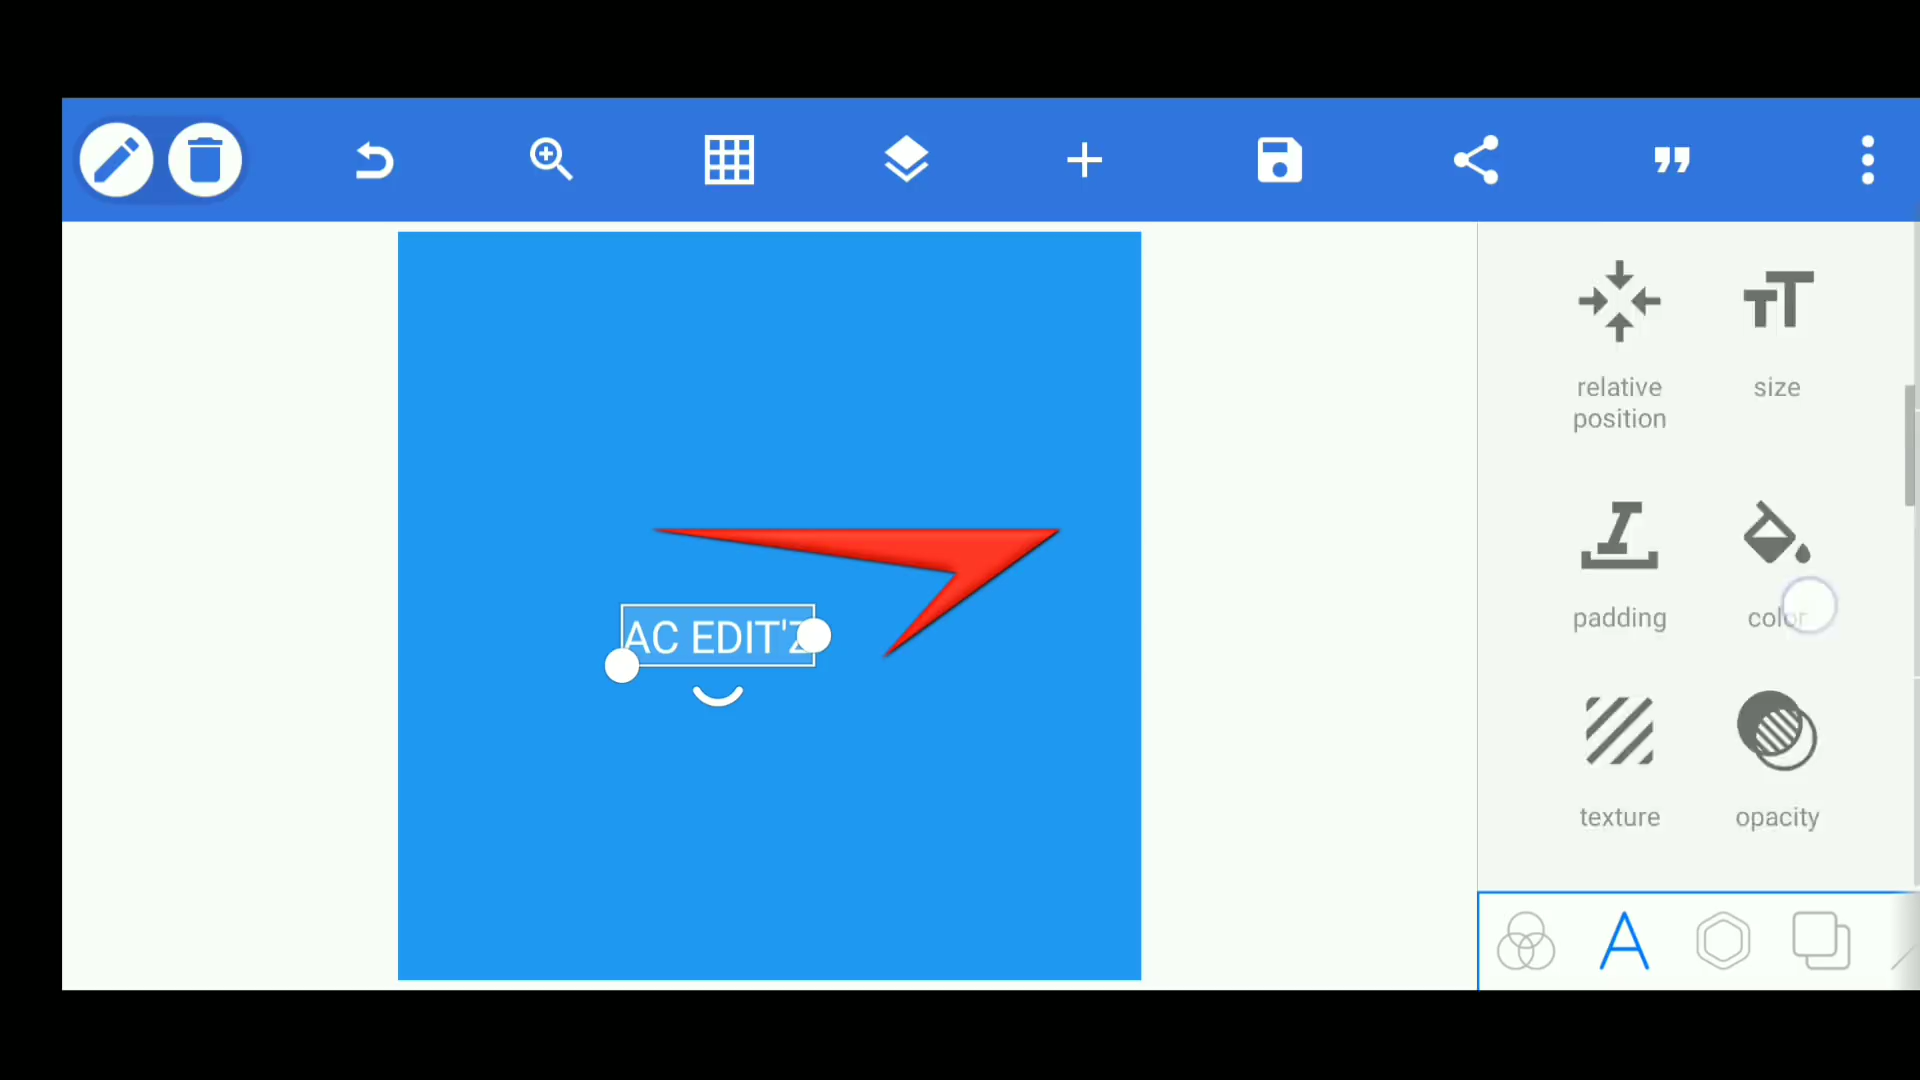 relative
position
size
AC EDIT'Z
padding
color
texture
opacity